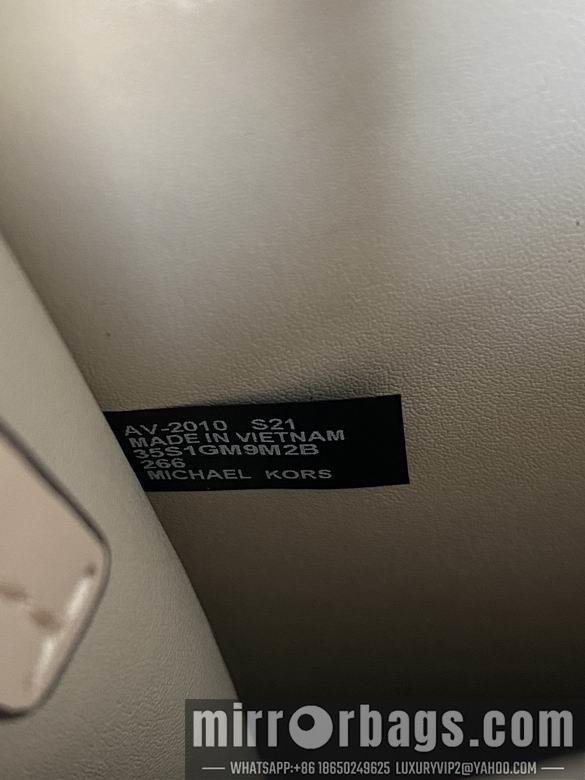 AV-2010 S21
MADE IN VIETNAM
35S1GM9M2B
266
MICHAEL KORS
mirrorbags.com
WHATSAPP:+86 18650249625 LUXURYVIP2@YAHOO.COM